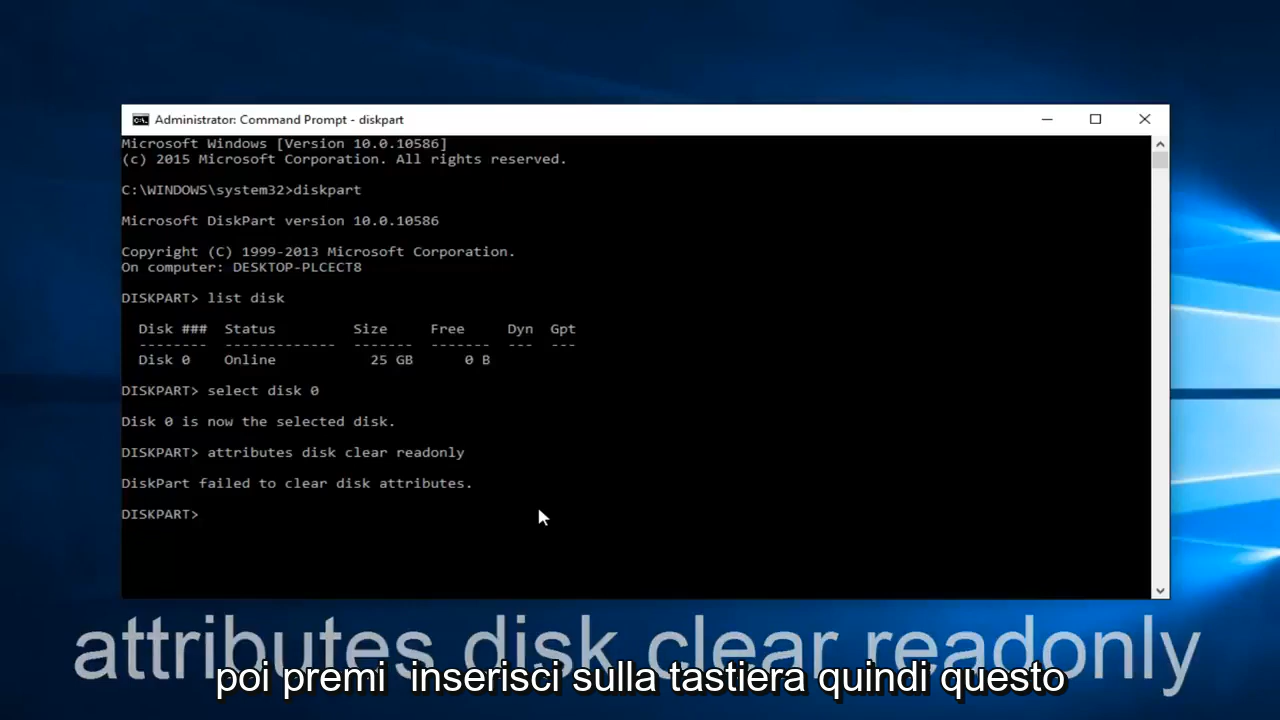 Administrator: Command Prompt - diskpart
Microsoft Windows [Version 10.0.10586]
(c) 2015 Microsoft Corporation. All rights reserved.
C:\WINDOWS\system32>diskpart
Microsoft DiskPart version 10.0.10586
Copyright (C) 1999-2013 Microsoft Corporation.
On computer: DESKTOP-PLCECT8
DISKPART> list disk
Disk ### Status Size Free Dyn Gpt
-------- ------------- ------- ------- --- ---
Disk 0 Online 25 GB 0 B
DISKPART> select disk 0
Disk 0 is now the selected disk.
DISKPART> attributes disk clear readonly
DiskPart failed to clear disk attributes.
DISKPART>
attributes disk clear readonly
poi premi inserisci sulla tastiera quindi questo